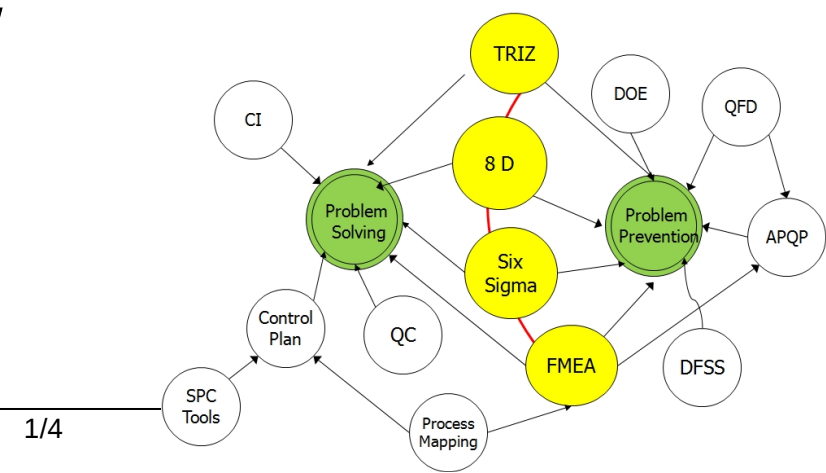 TRIZ
DOE
QFD
CI
8 D
Problem
Solving
Problem
Prevention
APQP
Six
Sigma
Control
Plan
QC
FMEA
DFSS
SPC
Tools
Process
Mapping
1/4